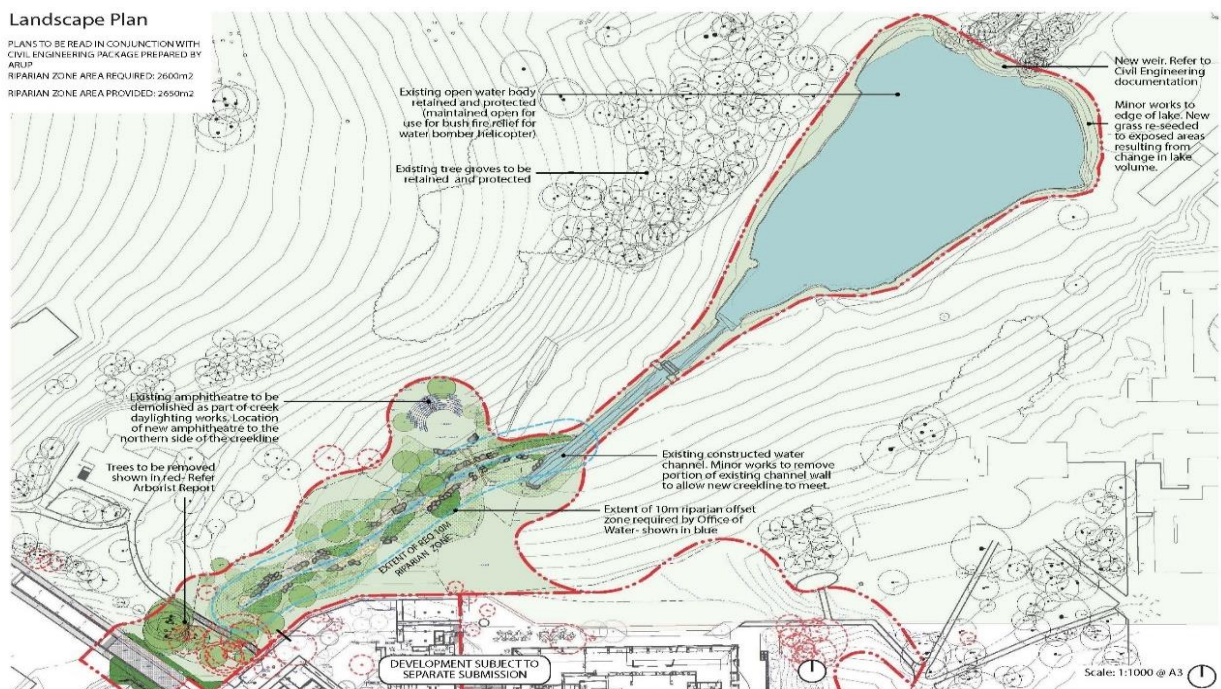 Landscape Plan
PLANS TO BE READ IN CONJUNCTION WITH
CIVIL ENGINEERING PACKAGE PREPARED BY
ARUP
RIPARIAN ZONE AREA REQUIRED: 2600m2
RIPARIAN ZONE AREA PROVIDED: 2650m2
Existing open water body
retained and protected
(maintained open for
use for bush fire relief for
water bomber helicopter)
Existing tree groves to be
retained and protected
New weir. Refer to
Civil Engineering
documentation
Minor works to
edge of lake. New
grass re-seeded
to exposed areas
resulting from
change in lake
volume.
Existing amphitheatre to be
demolished as part of creek
daylighting works. Location
of new amphitheatre to the
northern side of the creekline
Trees to be removed
shown in red- Refer
Arborist Report
Existing constructed water
channel. Minor works to remove
portion of existing channel wall
to allow new creekline to meet.
Extent of 10m riparian offset
zone required by Office of
Water- shown in blue
EXTENT OF REQ 10M
RIPARIAN ZONE
DEVELOPMENT SUBJECT TO
SEPARATE SUBMISSION
Scale: 1:1000 @ A3